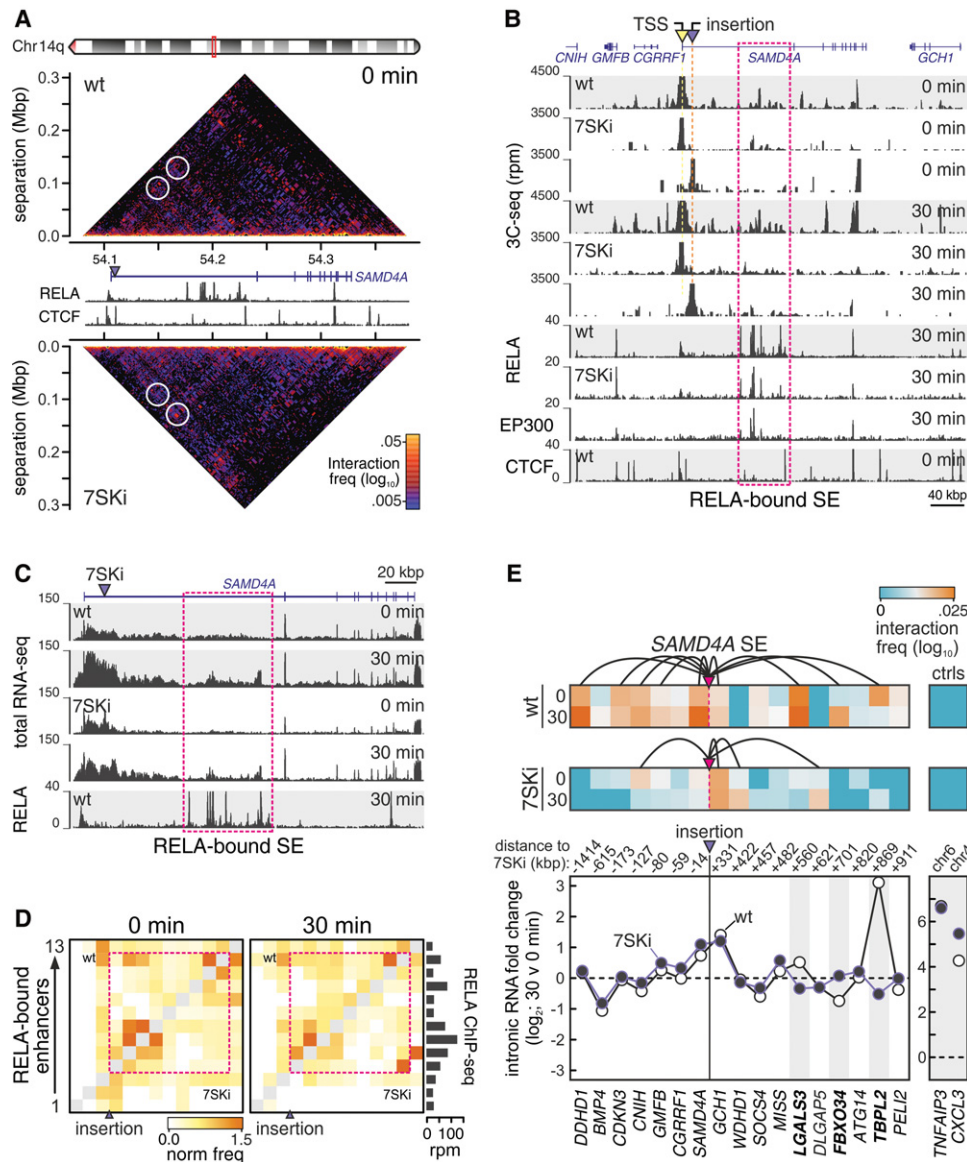 A
Chr 14q
wt
0 min
separation (Mbp)
0.3
0.2
0.1
0.0
54.1
54.2
54.3
SAMD4A
RELA
CTCF
separation (Mbp)
0.0
0.1
0.2
0.3
7SKi
.05
Interaction
freq (log10)
.005
B
TSS
insertion
CNIH
GMFB
CGRRF1
SAMD4A
GCH1
3C-seq (rpm)
4500
wt
0 min
3500
7SKi
0 min
3500
0 min
4500
wt
30 min
3500
7SKi
30 min
3500
30 min
40
RELA
wt
30 min
20
7SKi
30 min
20
EP300
30 min
40
CTCF
wt
0 min
0
RELA-bound SE
40 kbp
C
7SKi
SAMD4A
20 kbp
total RNA-seq
150
wt
0 min
150
30 min
150
7SKi
0 min
150
30 min
40
RELA
wt
30 min
0
RELA-bound SE
D
0 min
30 min
RELA-bound
enhancers
13
1
wt
7SKi
wt
7SKi
insertion
insertion
0.0
1.5
norm freq
RELA ChIP-seq
0
100
rpm
E
0
.025
interaction
freq (log10)
SAMD4A SE
ctrls
wt
0
30
7SKi
0
30
insertion
distance to
7SKi (kbp):
-1414
-615
-173
-127
-80
-59
-14
+331
+422
+457
+482
+560
+621
+701
+820
+869
+911
chr6
chr4
intronic RNA fold change
(log2; 30 v 0 min)
3
2
1
0
-1
-2
-3
7SKi
wt
7
6
5
4
3
2
1
0
DDHD1
BMP4
CDKN3
CNIH
GMFB
CGRRF1
SAMD4A
GCH1
WDHD1
SOCS4
MISS
LGALS3
DLGAP5
FBXO34
ATG14
TBPL2
PELI2
TNFAIP3
CXCL3